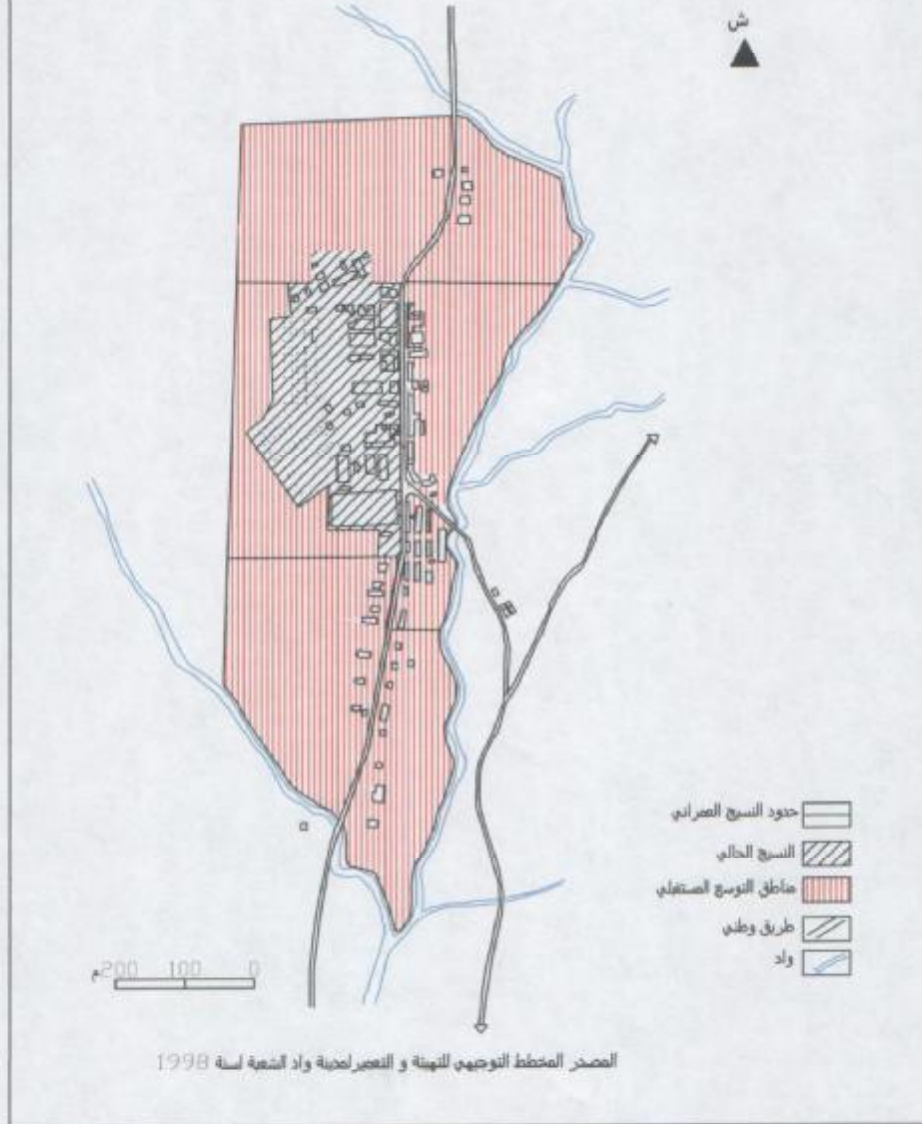 ش
حدود النسيج العمراني
النسيج الحالي
مناطق التوسع المستقبلي
طريق وطني
واد
0 100 200م
المصدر المخطط التوجيهي للتهيئة و التعمير لمدينة واد الشعبة لسنة 1998